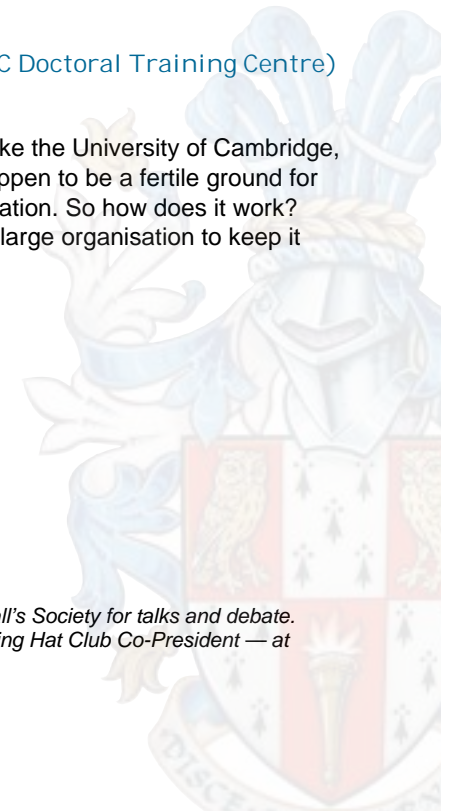 C Doctoral Training Centre)
ke the University of Cambridge,
ppen to be a fertile ground for
ation. So how does it work?
large organisation to keep it
ll's Society for talks and debate.
ing Hat Club Co-President — at